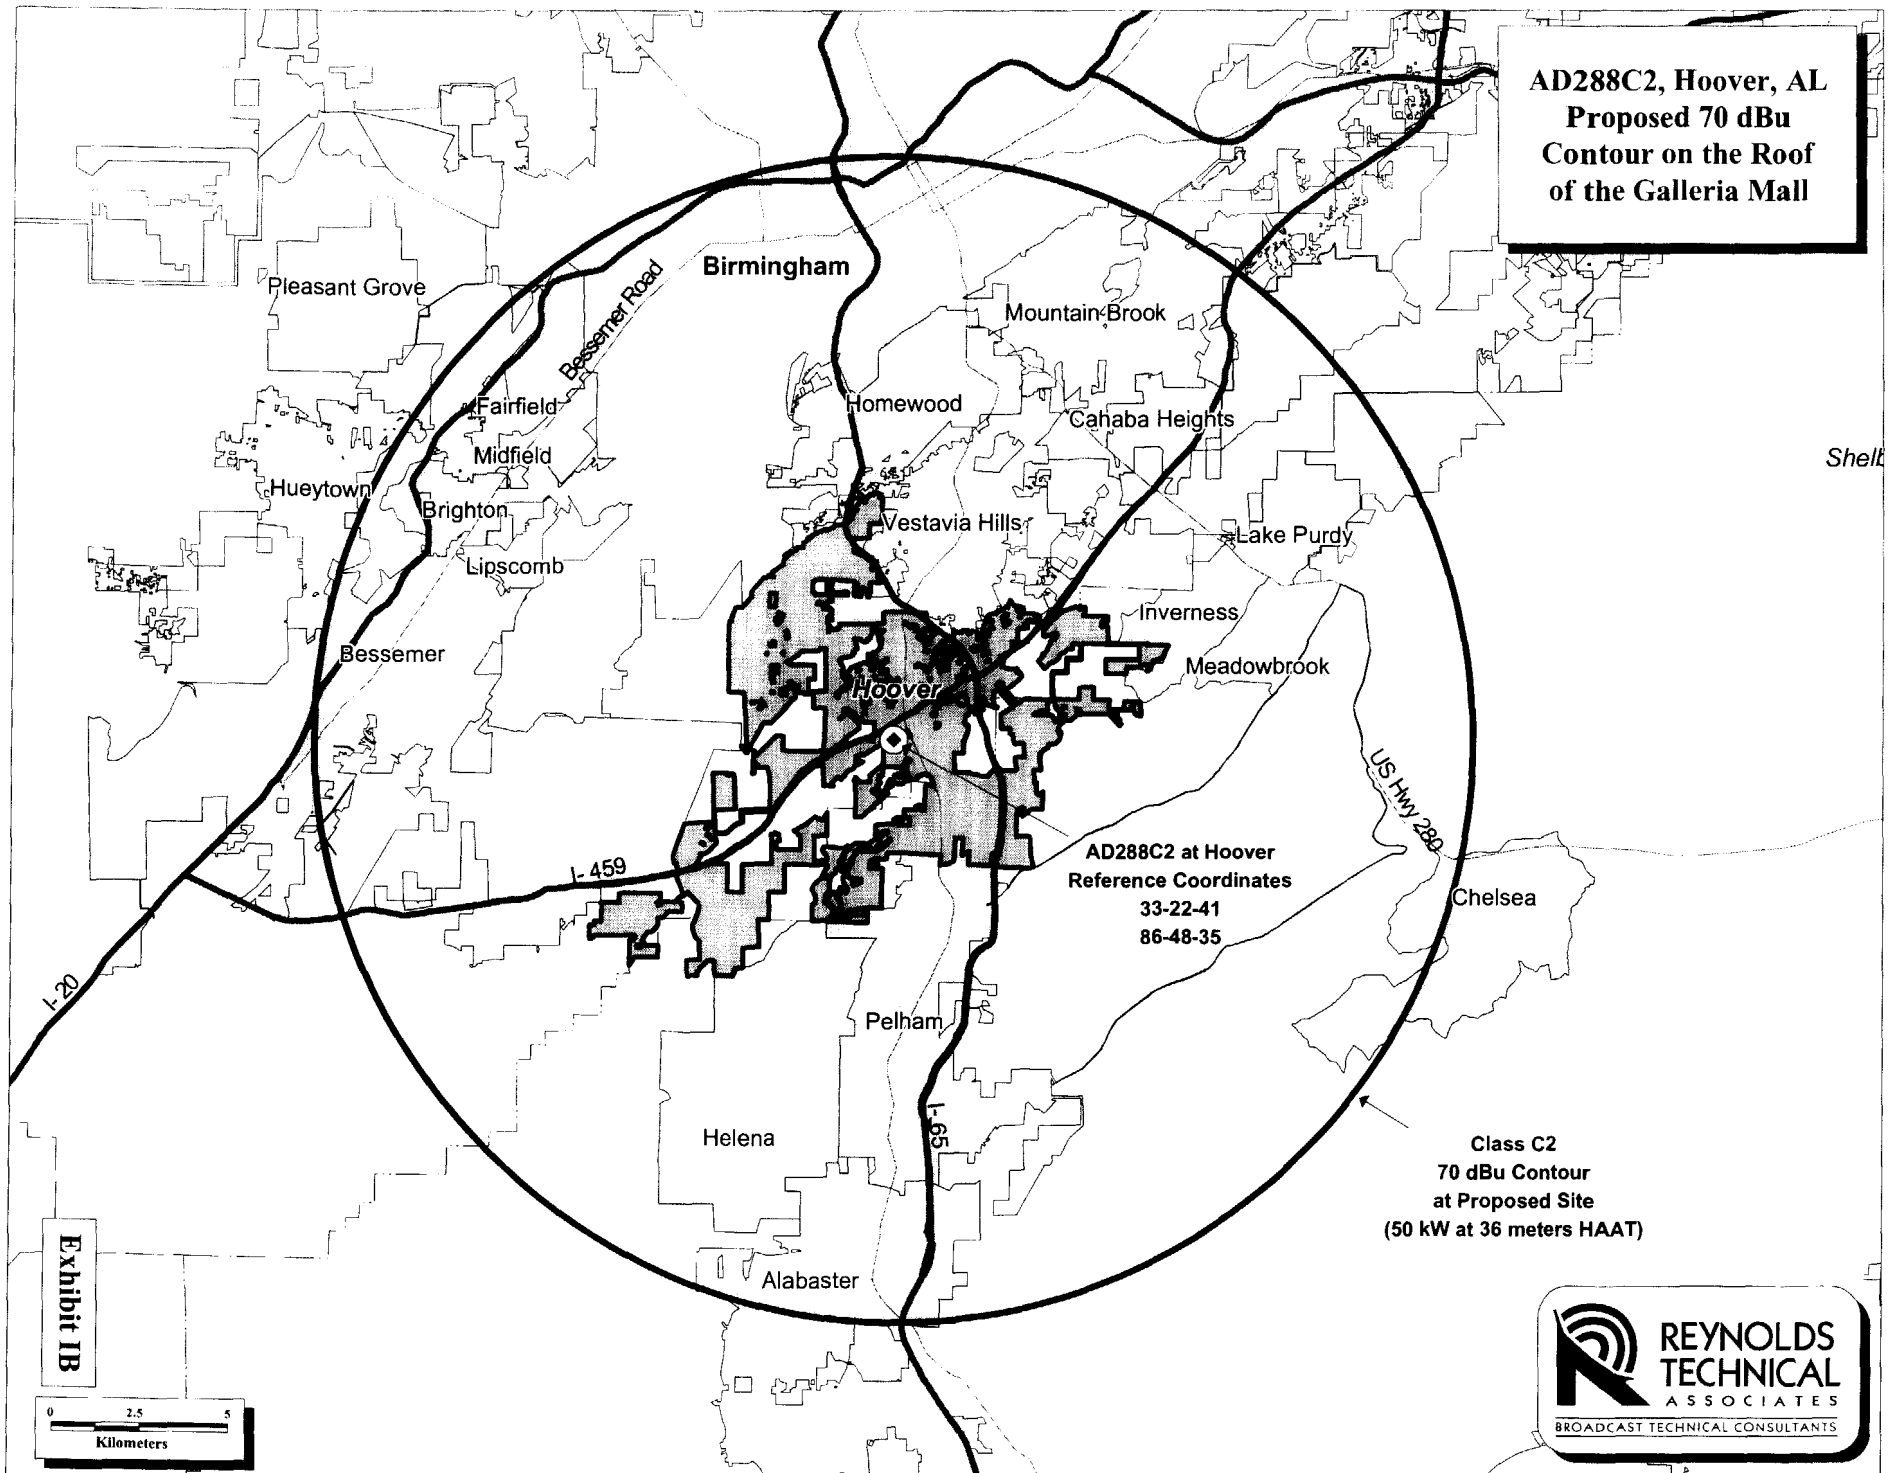 AD288C2, Hoover, AL
Proposed 70 dBu
Contour on the Roof
of the Galleria Mall
Birmingham
Pleasant Grove
Bessemer Road
Mountain Brook
Fairfield
Homewood
Cahaba Heights
Midfield
Hueytown
Brighton
Vestavia Hills
Lake Purdy
Lipscomb
Inverness
Bessemer
Meadowbrook
Hoover
US Hwy 280
I-459
AD288C2 at Hoover
Reference Coordinates
33-22-41
86-48-35
Chelsea
I-20
Pelham
I-65
Helena
Class C2
70 dBu Contour
at Proposed Site
(50 kW at 36 meters HAAT)
Alabaster
Exhibit IB
0 2.5 5
Kilometers
REYNOLDS
TECHNICAL
ASSOCIATES
BROADCAST TECHNICAL CONSULTANTS